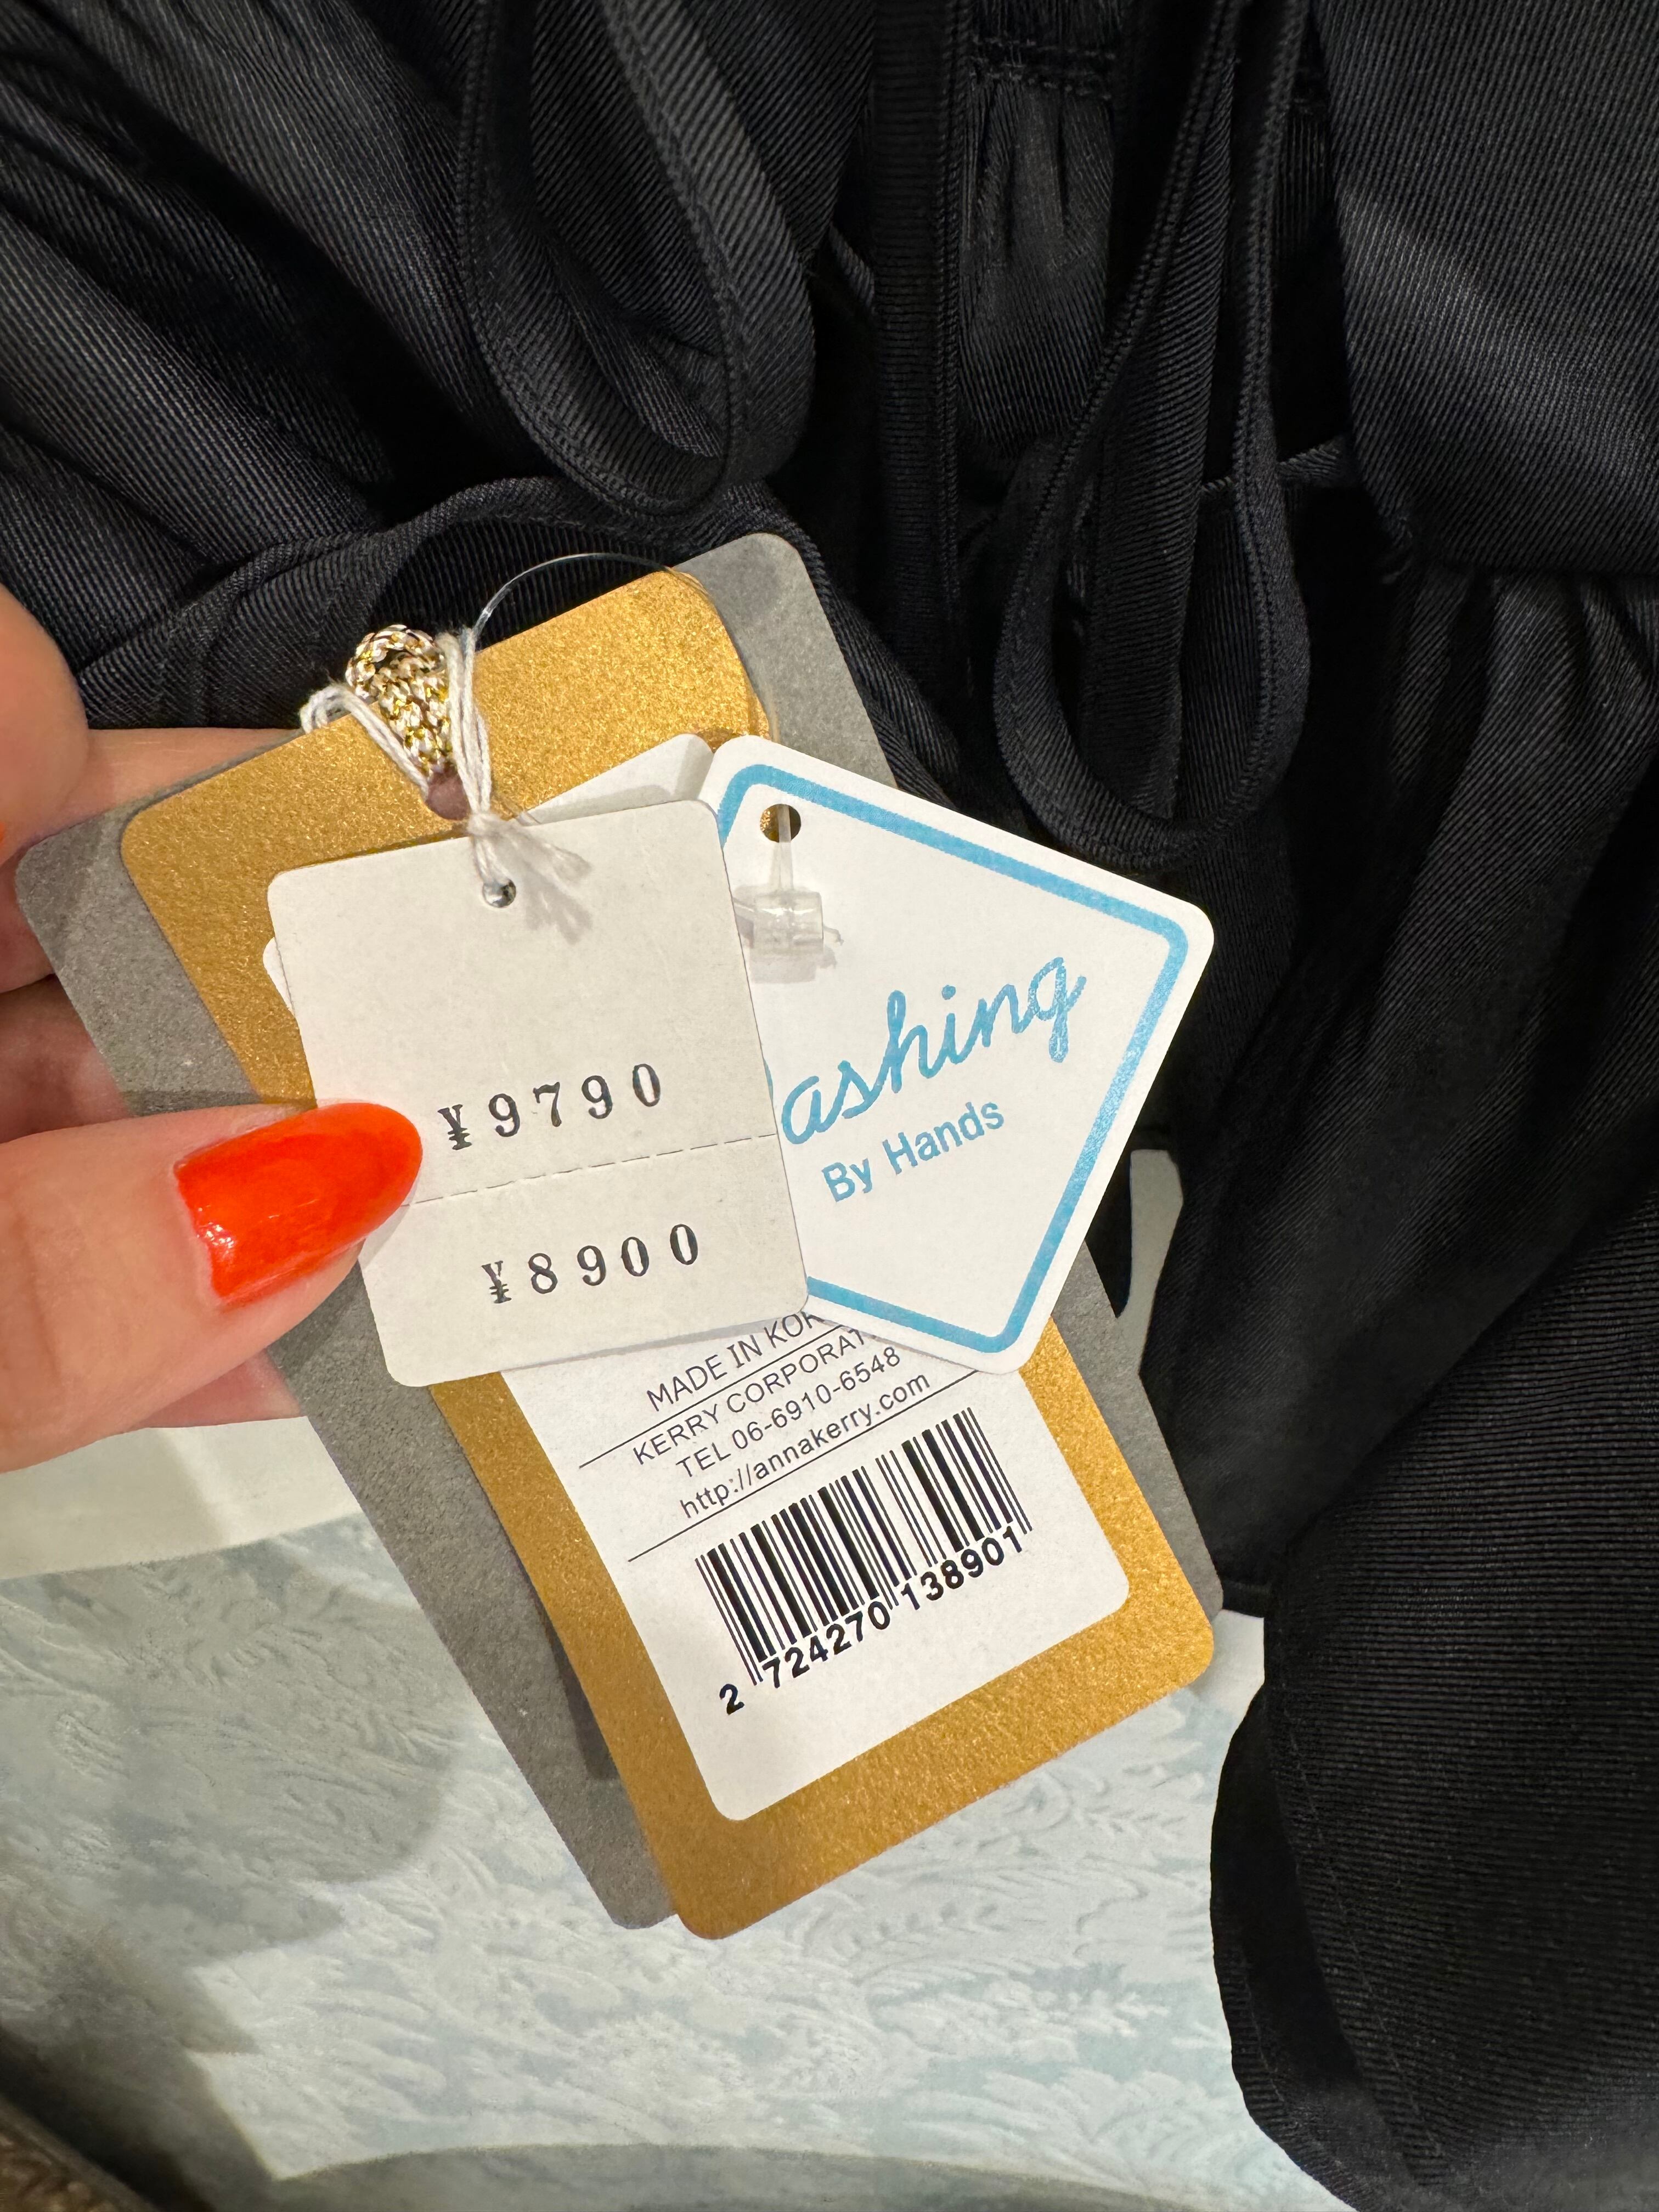 ¥9790
¥8900
ashing
By Hands
MADE IN KOR
KERRY CORPORAT
TEL 06-6910-6548
http://annakerry.com
2 724270 138901